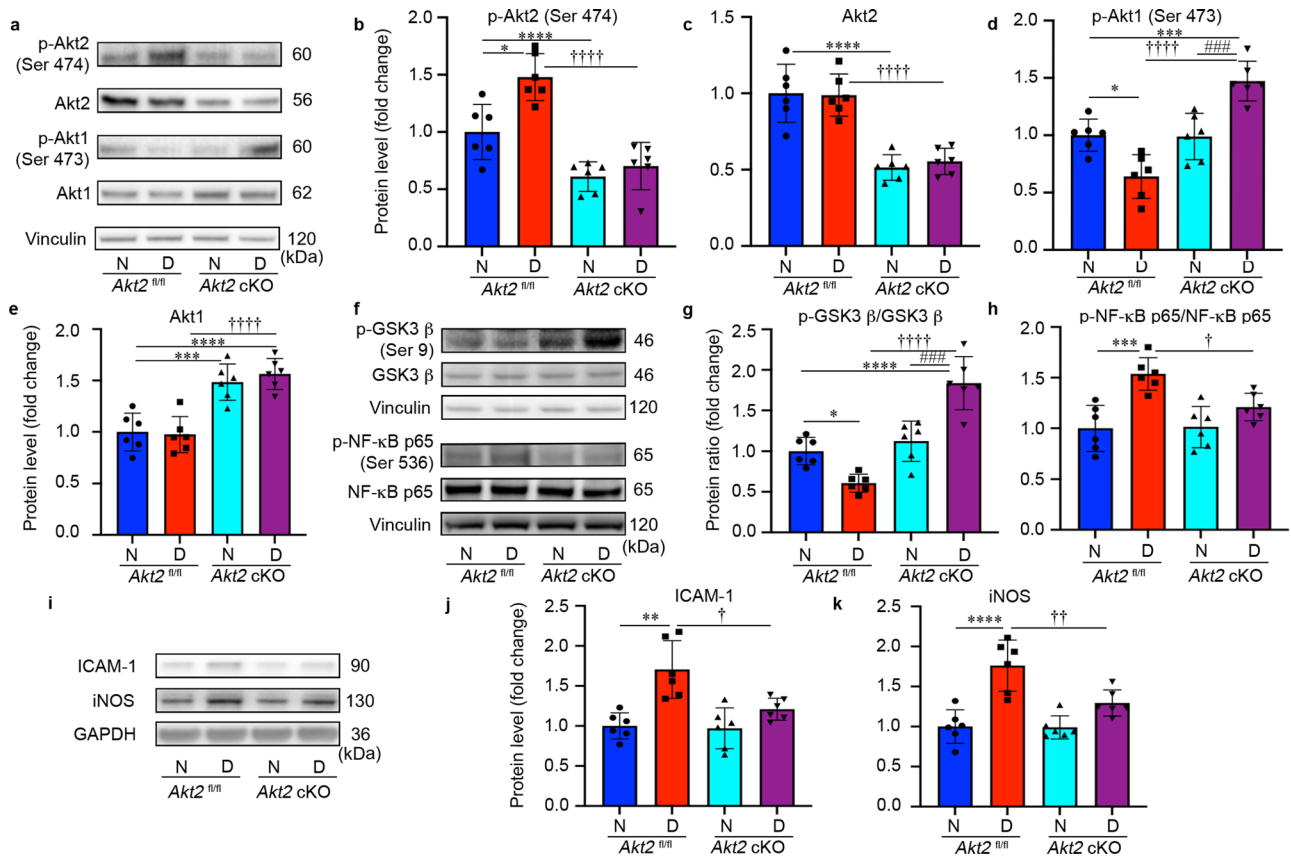 a
p-Akt2
(Ser 474)
60
Akt2
56
p-Akt1
(Ser 473)
60
Akt1
62
Vinculin
120
(kDa)
N D N D
Akt2 fl/fl Akt2 cKO
b
p-Akt2 (Ser 474)
Protein level (fold change)
2.0
1.5
1.0
0.5
0.0
****
*
††††
N D N D
Akt2 fl/fl Akt2 cKO
c
Akt2
1.5
1.0
0.5
0.0
****
††††
N D N D
Akt2 fl/fl Akt2 cKO
d
p-Akt1 (Ser 473)
2.0
1.5
1.0
0.5
0.0
***
†††† ###
*
N D N D
Akt2 fl/fl Akt2 cKO
e
Akt1
Protein level (fold change)
2.0
1.5
1.0
0.5
0.0
††††
****
***
N D N D
Akt2 fl/fl Akt2 cKO
f
p-GSK3 β
(Ser 9)
46
GSK3 β
46
Vinculin
120
p-NF-κB p65
(Ser 536)
65
NF-κB p65
65
Vinculin
120
(kDa)
N D N D
Akt2 fl/fl Akt2 cKO
g
p-GSK3 β/GSK3 β
Protein ratio (fold change)
2.5
2.0
1.5
1.0
0.5
0.0
††††
**** ###
*
N D N D
Akt2 fl/fl Akt2 cKO
h
p-NF-κB p65/NF-κB p65
2.0
1.5
1.0
0.5
0.0
*** †
N D N D
Akt2 fl/fl Akt2 cKO
i
ICAM-1
90
iNOS
130
GAPDH
36
(kDa)
N D N D
Akt2 fl/fl Akt2 cKO
j
ICAM-1
Protein level (fold change)
2.5
2.0
1.5
1.0
0.5
0.0
** †
N D N D
Akt2 fl/fl Akt2 cKO
k
iNOS
2.5
2.0
1.5
1.0
0.5
0.0
**** ††
N D N D
Akt2 fl/fl Akt2 cKO